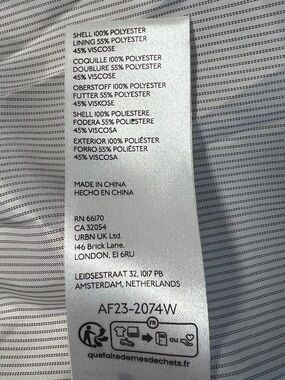 SHELL 100% POLYESTER
LINING 55% POLYESTER
45% VISCOSE
COQUILLE 100% POLYESTER
DOUBLURE 55% POLYESTER
45% VISCOSE
OBERSTOFF 100% POLYESTER
FUTTER 55% POLYESTER
45% VISKOSE
SHELL 100% POLIESTERE
FODERA 55% POLIESTERE
45% VISCOSA
EXTERIOR 100% POLIÉSTER
FORRO 55% POLIÉSTER
45% VISCOSA
MADE IN CHINA
HECHO EN CHINA
RN 66170
CA 32054
URBN UK Ltd.
146 Brick Lane,
LONDON, E1 6RU
LEIDSESTRAAT 32, 1017 PB
AMSTERDAM, NETHERLANDS
AF23-2074W
FR
OU
quefairedemesdechets.fr